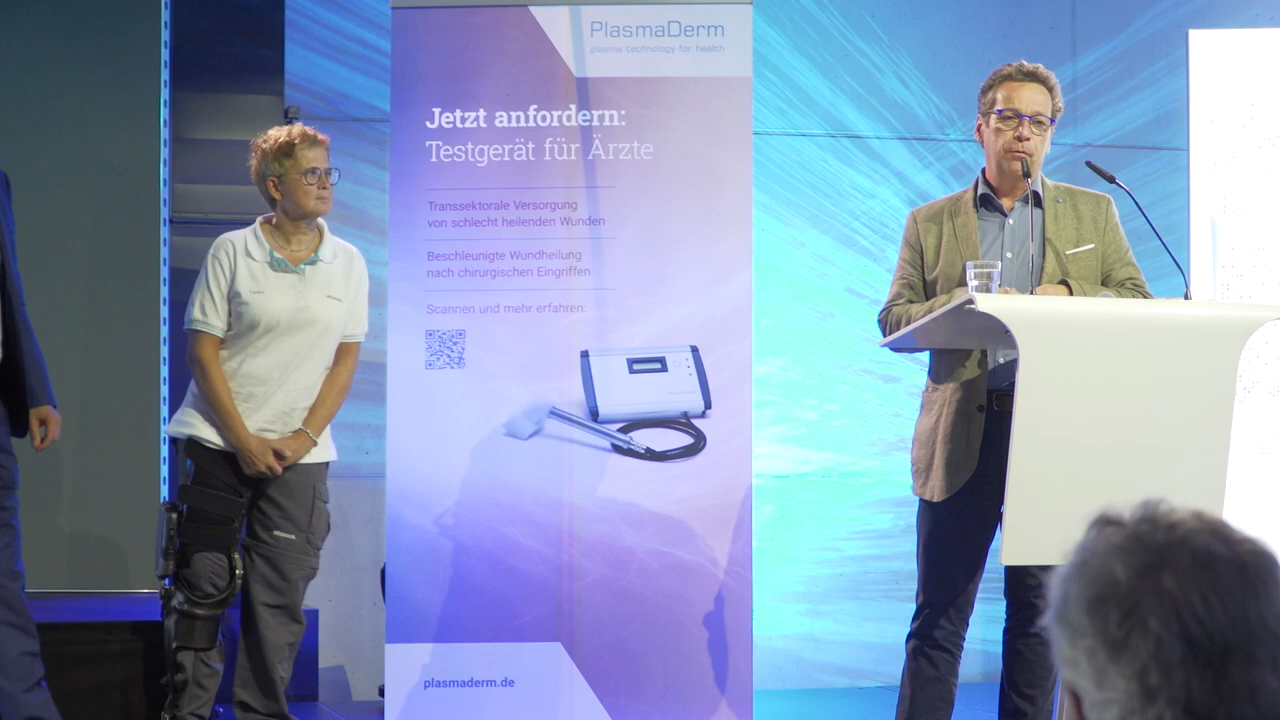 PlasmaDerm
plasma technology for health
Jetzt anfordern:
Testgerät für Ärzte
Transsektorale Versorgung
von schlecht heilenden Wunden
Beschleunigte Wundheilung
nach chirurgischen Eingriffen
Scannen und mehr erfahren:
plasmaderm.de